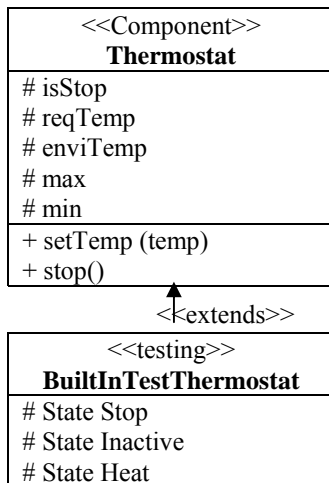 <<Component>>
Thermostat
# isStop
# reqTemp
# enviTemp
# max
# min
+ setTemp (temp)
+ stop()
<<extends>>
<<testing>>
BuiltInTestThermostat
# State Stop
# State Inactive
# State Heat